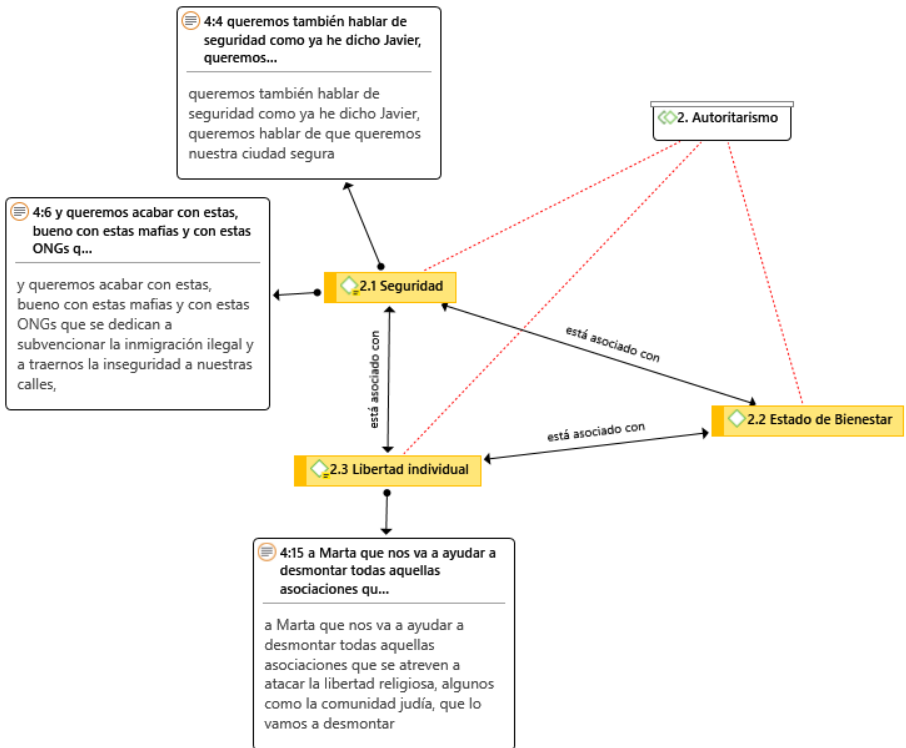 4:4 queremos también hablar de
seguridad como ya he dicho Javier,
queremos...
queremos también hablar de
seguridad como ya he dicho Javier,
queremos hablar de que queremos
nuestra ciudad segura
2. Autoritarismo
4:6 y queremos acabar con estas,
bueno con estas mafias y con estas
ONGs q...
y queremos acabar con estas,
bueno con estas mafias y con estas
ONGs que se dedican a
subvencionar la inmigración ilegal y
a traernos la inseguridad a nuestras
calles,
2.1 Seguridad
está asociado con
está asociado con
2.2 Estado de Bienestar
está asociado con
2.3 Libertad individual
4:15 a Marta que nos va a ayudar a
desmontar todas aquellas
asociaciones qu...
a Marta que nos va a ayudar a
desmontar todas aquellas
asociaciones que se atreven a
atacar la libertad religiosa, algunos
como la comunidad judía, que lo
vamos a desmontar